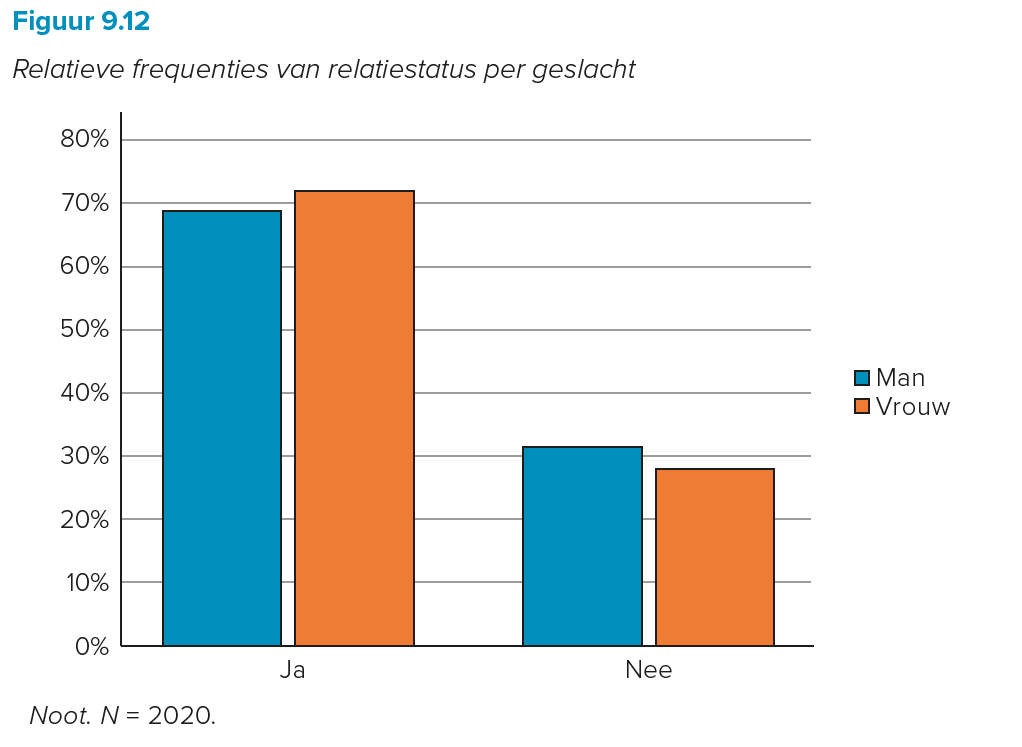 Figuur 9.12
Relatieve frequenties van relatiestatus per geslacht
80%
70%
60%
50%
40%
30%
20%
10%
0%
Ja
Nee
Man
Vrouw
Noot. N = 2020.